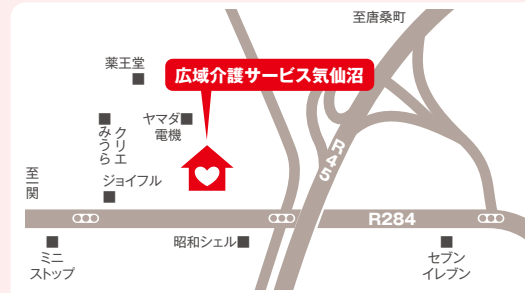 至唐桑町
薬王堂
広域介護サービス気仙沼
クリエ
みうら
ヤマダ
電機
R45
至一関
ジョイフル
R284
ミニ
ストップ
昭和シェル
セブン
イレブン